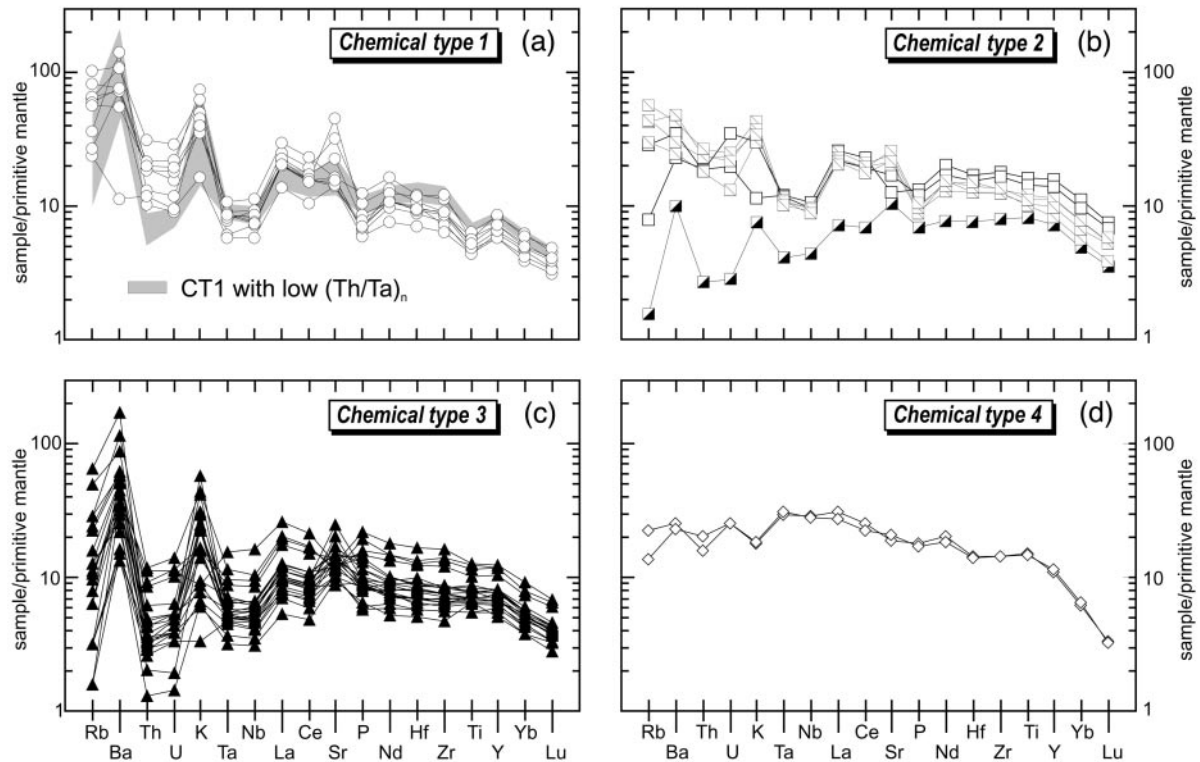 Chemical type 1
(a)
Chemical type 2
(b)
100
10
1
sample/primitive mantle
CT1 with low (Th/Ta)n
100
10
1
sample/primitive mantle
Chemical type 3
(c)
Chemical type 4
(d)
100
10
1
sample/primitive mantle
100
10
1
sample/primitive mantle
Rb Th K Nb Ce P Hf Ti Yb
Ba U Ta La Sr Nd Zr Y Lu
Rb Th K Nb Ce P Hf Ti Yb
Ba U Ta La Sr Nd Zr Y Lu